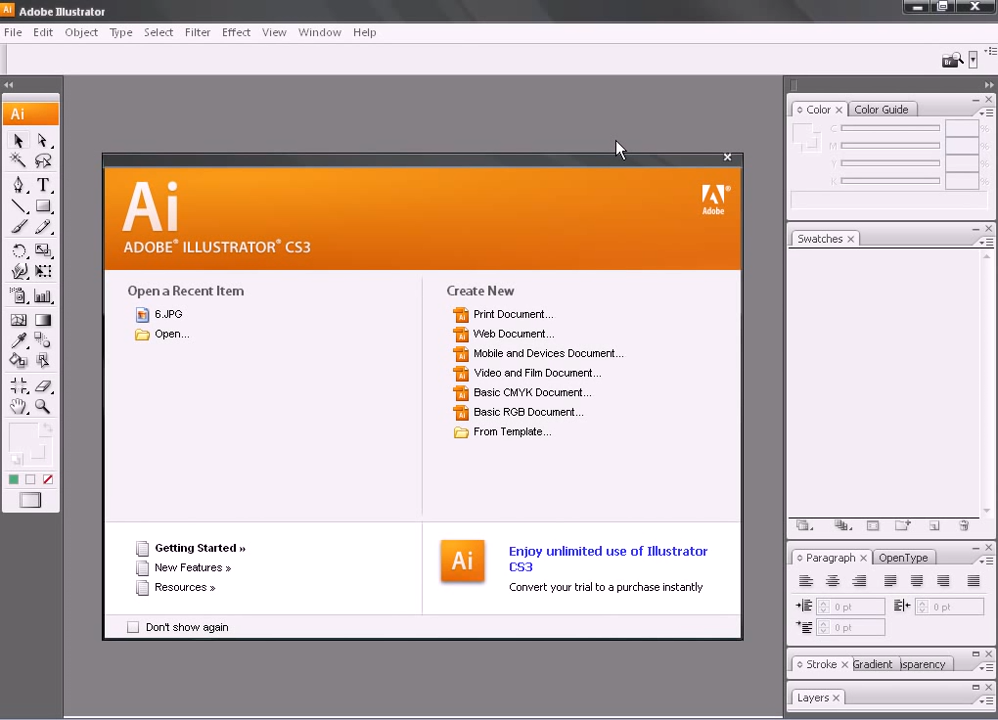 Ai Adobe Illustrator
File Edit Object Type Select Filter Effect View Window Help
Br
Ai
T
Color × Color Guide
C %
M %
Y %
K %
Swatches ×
Ai
ADOBE® ILLUSTRATOR® CS3
Adobe®
Open a Recent Item
6.JPG
Open...
Create New
Print Document...
Web Document...
Mobile and Devices Document...
Video and Film Document...
Basic CMYK Document...
Basic RGB Document...
From Template...
Getting Started »
New Features »
Resources »
Ai
Enjoy unlimited use of Illustrator
CS3
Convert your trial to a purchase instantly
Don't show again
Paragraph × OpenType
0 pt 0 pt
0 pt
Stroke × Gradient sparency
Layers ×